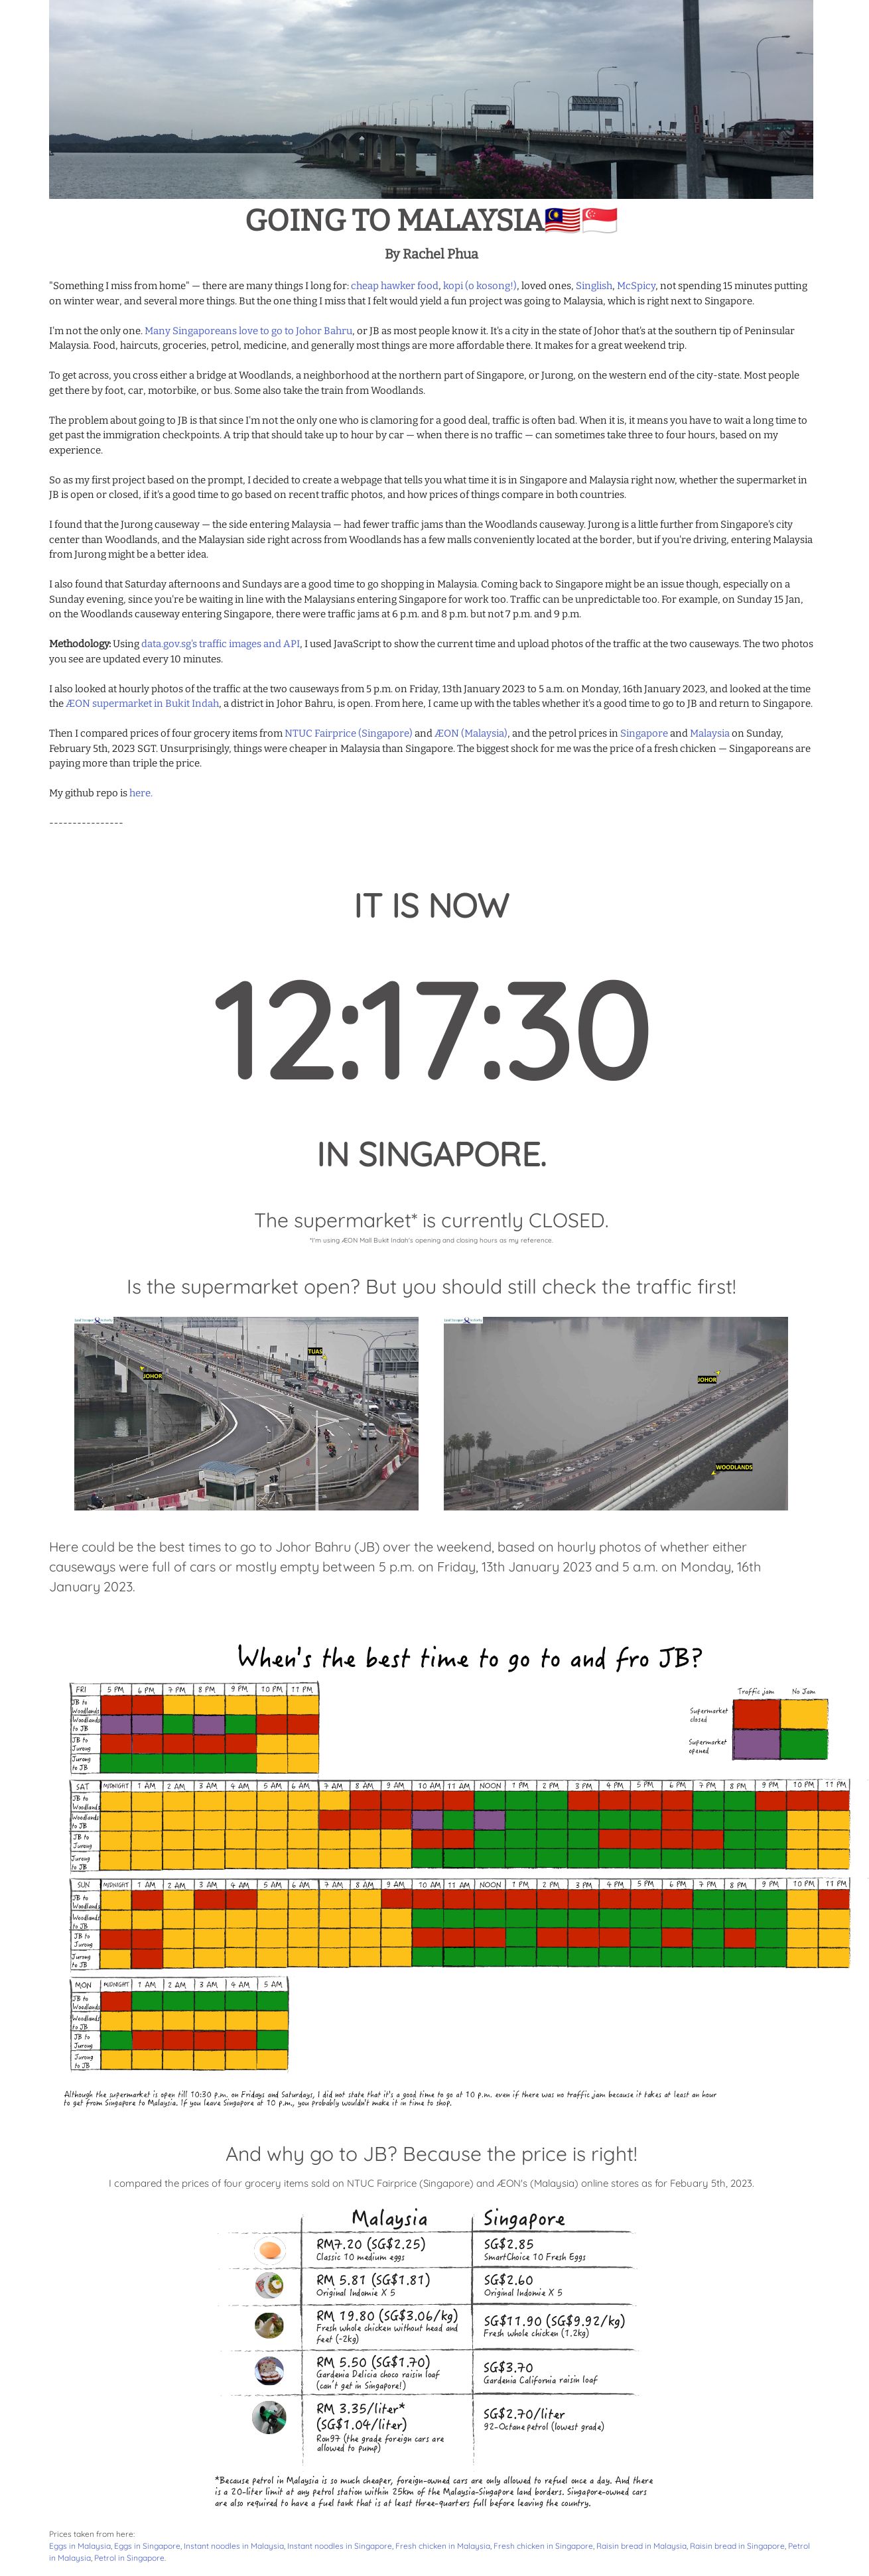 GOING TO MALAYSIA🇲🇾🇸🇬
By Rachel Phua
"Something I miss from home" — there are many things I long for: cheap hawker food, kopi (o kosong!), loved ones, Singlish, McSpicy, not spending 15 minutes putting
on winter wear, and several more things. But the one thing I miss that I felt would yield a fun project was going to Malaysia, which is right next to Singapore.
I'm not the only one. Many Singaporeans love to go to Johor Bahru, or JB as most people know it. It's a city in the state of Johor that's at the southern tip of Peninsular
Malaysia. Food, haircuts, groceries, petrol, medicine, and generally most things are more affordable there. It makes for a great weekend trip.
To get across, you cross either a bridge at Woodlands, a neighborhood at the northern part of Singapore, or Jurong, on the western end of the city-state. Most people
get there by foot, car, motorbike, or bus. Some also take the train from Woodlands.
The problem about going to JB is that since I'm not the only one who is clamoring for a good deal, traffic is often bad. When it is, it means you have to wait a long time to
get past the immigration checkpoints. A trip that should take up to hour by car — when there is no traffic — can sometimes take three to four hours, based on my
experience.
So as my first project based on the prompt, I decided to create a webpage that tells you what time it is in Singapore and Malaysia right now, whether the supermarket in
JB is open or closed, if it's a good time to go based on recent traffic photos, and how prices of things compare in both countries.
I found that the Jurong causeway — the side entering Malaysia — had fewer traffic jams than the Woodlands causeway. Jurong is a little further from Singapore's city
center than Woodlands, and the Malaysian side right across from Woodlands has a few malls conveniently located at the border, but if you're driving, entering Malaysia
from Jurong might be a better idea.
I also found that Saturday afternoons and Sundays are a good time to go shopping in Malaysia. Coming back to Singapore might be an issue though, especially on a
Sunday evening, since you're be waiting in line with the Malaysians entering Singapore for work too. Traffic can be unpredictable too. For example, on Sunday 15 Jan,
on the Woodlands causeway entering Singapore, there were traffic jams at 6 p.m. and 8 p.m. but not 7 p.m. and 9 p.m.
Methodology: Using data.gov.sg's traffic images and API, I used JavaScript to show the current time and upload photos of the traffic at the two causeways. The two photos
you see are updated every 10 minutes.
I also looked at hourly photos of the traffic at the two causeways from 5 p.m. on Friday, 13th January 2023 to 5 a.m. on Monday, 16th January 2023, and looked at the time
the ÆON supermarket in Bukit Indah, a district in Johor Bahru, is open. From here, I came up with the tables whether it's a good time to go to JB and return to Singapore.
Then I compared prices of four grocery items from NTUC Fairprice (Singapore) and ÆON (Malaysia), and the petrol prices in Singapore and Malaysia on Sunday,
February 5th, 2023 SGT. Unsurprisingly, things were cheaper in Malaysia than Singapore. The biggest shock for me was the price of a fresh chicken — Singaporeans are
paying more than triple the price.
My github repo is here.
----------------
IT IS NOW
12:17:30
IN SINGAPORE.
The supermarket* is currently CLOSED.
*I'm using ÆON Mall Bukit Indah's opening and closing hours as my reference.
Is the supermarket open? But you should still check the traffic first!
TUAS
JOHOR
JOHOR
WOODLANDS
Here could be the best times to go to Johor Bahru (JB) over the weekend, based on hourly photos of whether either
causeways were full of cars or mostly empty between 5 p.m. on Friday, 13th January 2023 and 5 a.m. on Monday, 16th
January 2023.
When's the best time to go to and fro JB?
Traffic jam No Jam
Supermarket closed
Supermarket opened
FRI 5 PM 6 PM 7 PM 8 PM 9 PM 10 PM 11 PM
JB to Woodlands
Woodlands to JB
JB to Jurong
Jurong to JB
SAT MIDNIGHT 1 AM 2 AM 3 AM 4 AM 5 AM 6 AM 7 AM 8 AM 9 AM 10 AM 11 AM NOON 1 PM 2 PM 3 PM 4 PM 5 PM 6 PM 7 PM 8 PM 9 PM 10 PM 11 PM
JB to Woodlands
Woodlands to JB
JB to Jurong
Jurong to JB
SUN MIDNIGHT 1 AM 2 AM 3 AM 4 AM 5 AM 6 AM 7 AM 8 AM 9 AM 10 AM 11 AM NOON 1 PM 2 PM 3 PM 4 PM 5 PM 6 PM 7 PM 8 PM 9 PM 10 PM 11 PM
JB to Woodlands
Woodlands to JB
JB to Jurong
Jurong to JB
MON MIDNIGHT 1 AM 2 AM 3 AM 4 AM 5 AM
JB to Woodlands
Woodlands to JB
JB to Jurong
Jurong to JB
Although the supermarket is open till 10:30 p.m. on Fridays and Saturdays, I did not state that it's a good time to go at 10 p.m. even if there was no traffic jam because it takes at least an hour
to get from Singapore to Malaysia. If you leave Singapore at 10 p.m., you probably wouldn't make it in time to shop.
And why go to JB? Because the price is right!
I compared the prices of four grocery items sold on NTUC Fairprice (Singapore) and ÆON's (Malaysia) online stores as for Febuary 5th, 2023.
Malaysia Singapore
RM7.20 (SG$2.25)
Classic 10 medium eggs
SG$2.85
SmartChoice 10 Fresh Eggs
RM 5.81 (SG$1.81)
Original Indomie X 5
SG$2.60
Original Indomie X 5
RM 19.80 (SG$3.06/kg)
Fresh whole chicken without head and
feet (~2kg)
SG$11.90 (SG$9.92/kg)
Fresh whole chicken (1.2kg)
RM 5.50 (SG$1.70)
Gardenia Delicia choco raisin loaf
(can't get in Singapore!)
SG$3.70
Gardenia California raisin loaf
RM 3.35/liter*
(SG$1.04/liter)
Ron97 (the grade foreign cars are
allowed to pump)
SG$2.70/liter
92-Octane petrol (lowest grade)
*Because petrol in Malaysia is so much cheaper, foreign-owned cars are only allowed to refuel once a day. And there
is a 20-liter limit at any petrol station within 25km of the Malaysia-Singapore land borders. Singapore-owned cars
are also required to have a fuel tank that is at least three-quarters full before leaving the country.
Prices taken from here:
Eggs in Malaysia, Eggs in Singapore, Instant noodles in Malaysia, Instant noodles in Singapore, Fresh chicken in Malaysia, Fresh chicken in Singapore, Raisin bread in Malaysia, Raisin bread in Singapore, Petrol
in Malaysia, Petrol in Singapore.